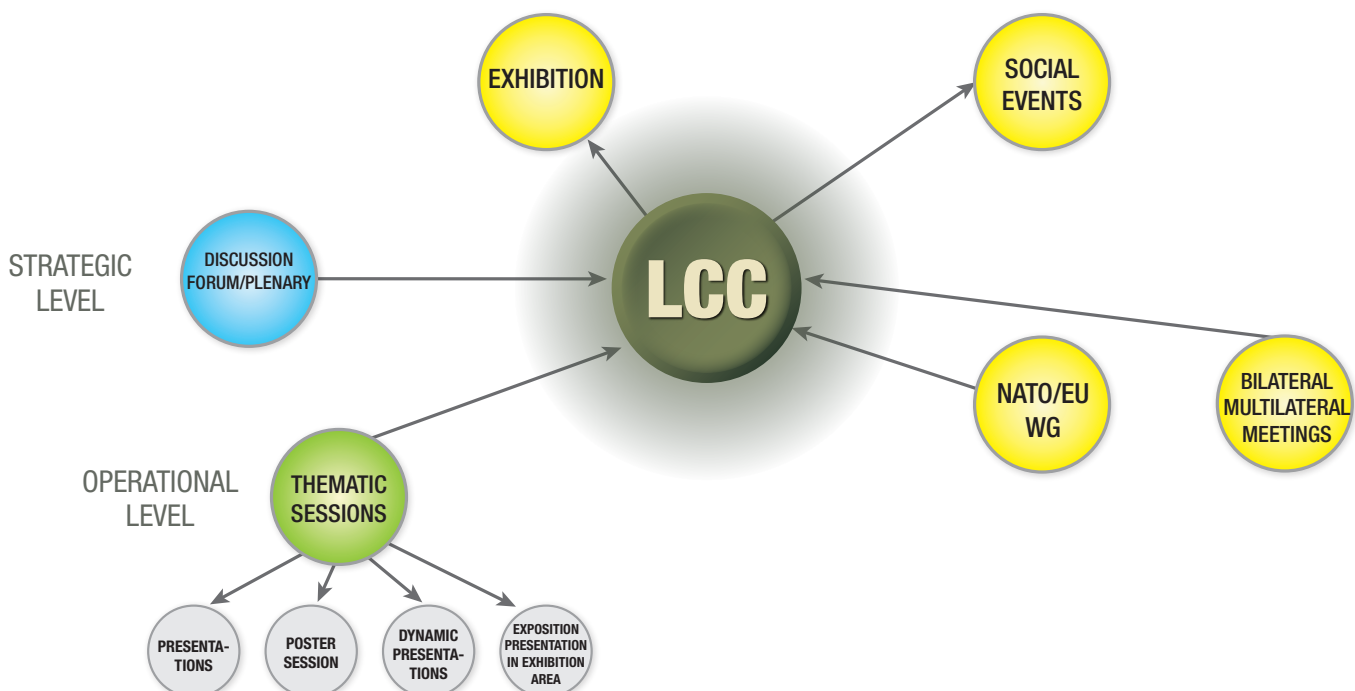 EXHIBITION
SOCIAL
EVENTS
STRATEGIC
LEVEL
DISCUSSION
FORUM/PLENARY
LCC
NATO/EU
WG
BILATERAL
MULTILATERAL
MEETINGS
OPERATIONAL
LEVEL
THEMATIC
SESSIONS
PRESENTA-
TIONS
POSTER
SESSION
DYNAMIC
PRESENTA-
TIONS
EXPOSITION
PRESENTATION
IN EXHIBITION
AREA